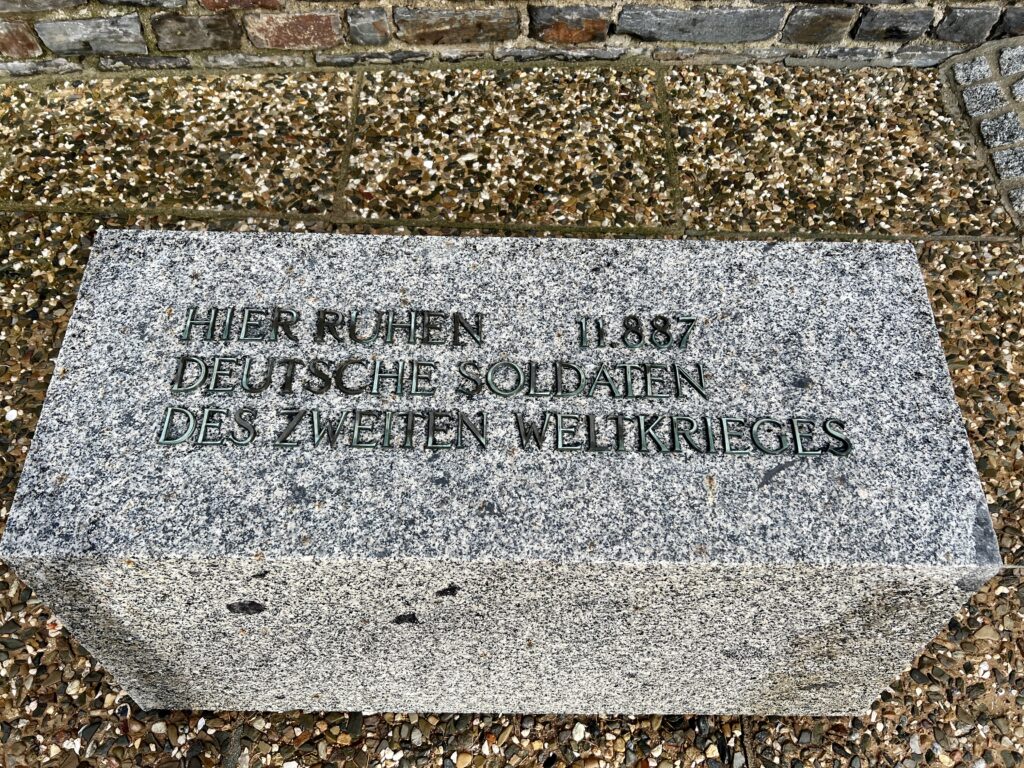 HIER RUHEN 11.887
DEUTSCHE SOLDATEN
DES ZWEITEN WELTKRIEGES